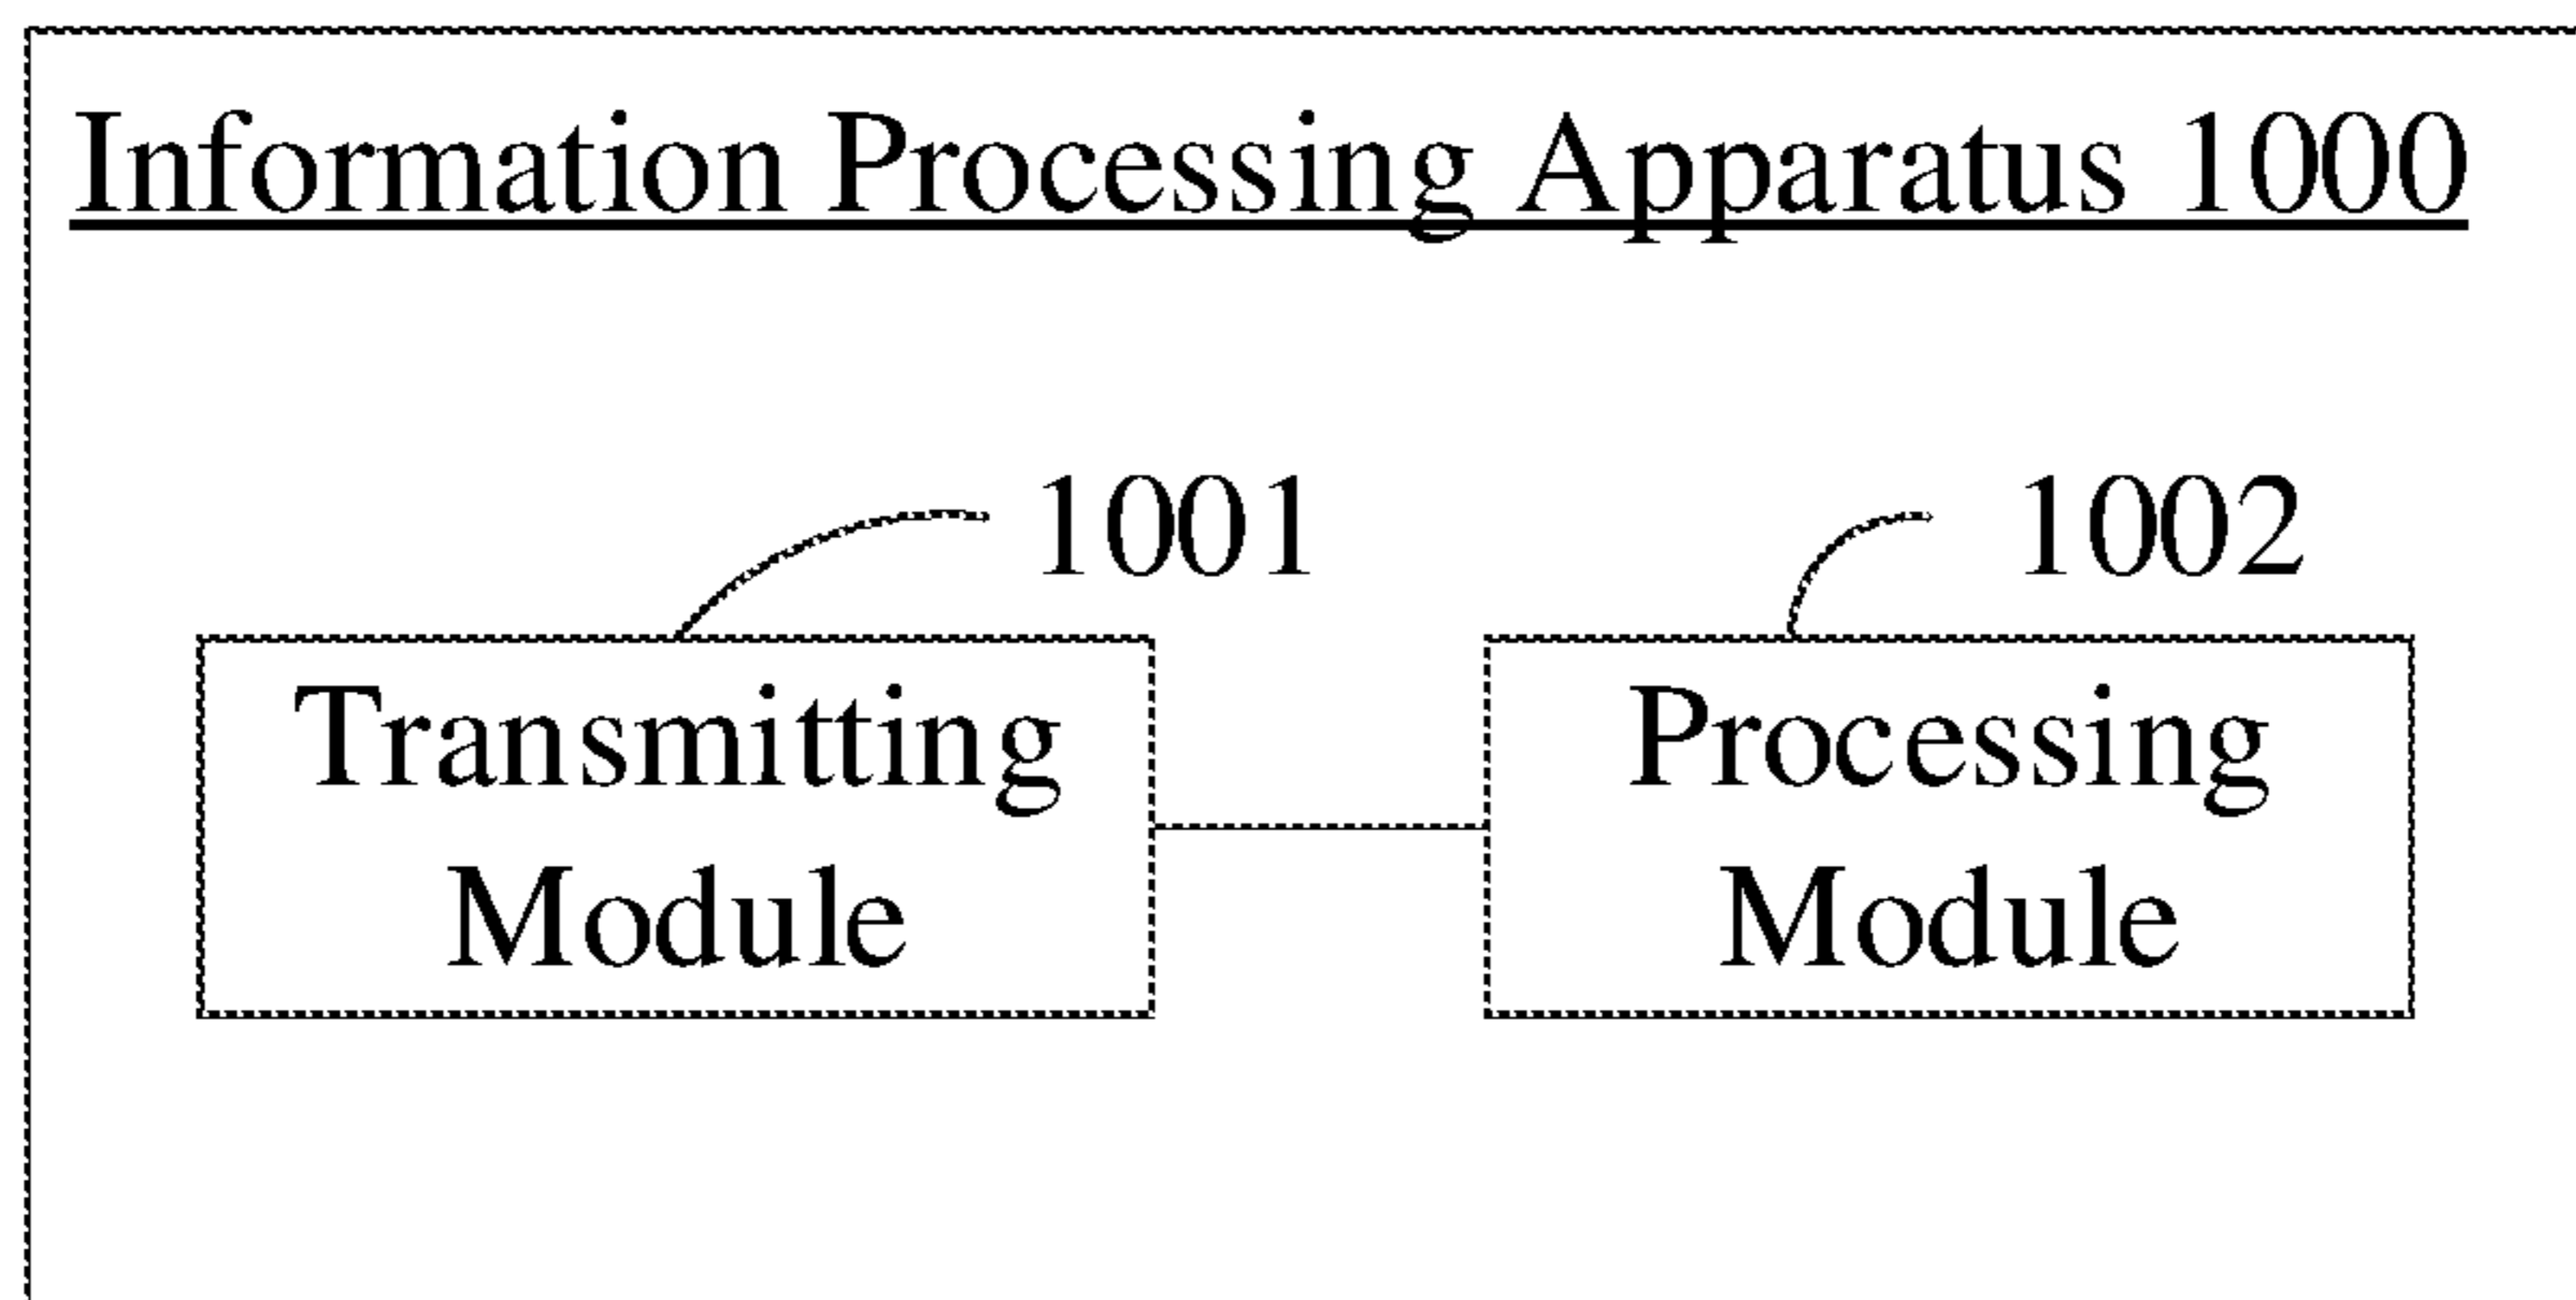 Information Processing Apparatus 1000
1001
1002
Transmitting
Module
Processing
Module